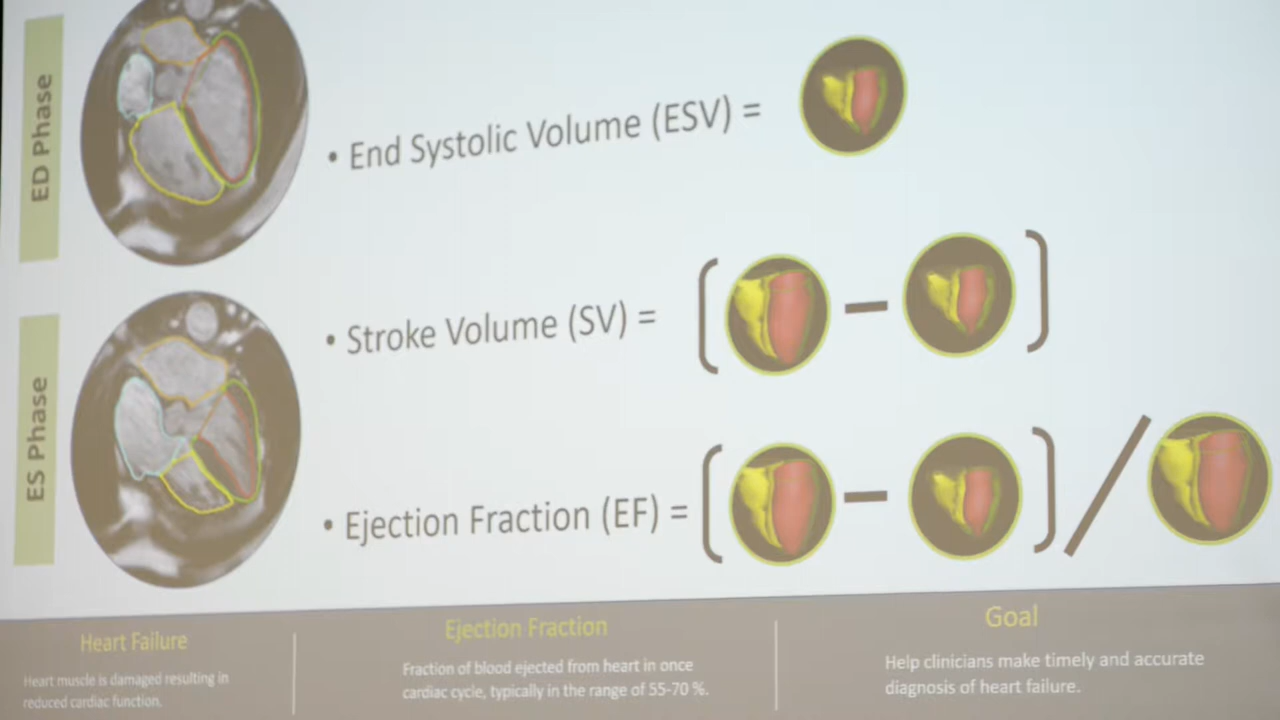 ED Phase
• End Systolic Volume (ESV) =
• Stroke Volume (SV) = [ − ]
ES Phase
• Ejection Fraction (EF) = [ − ] /
Heart Failure
Heart muscle is damaged resulting in
reduced cardiac function.
Ejection Fraction
Fraction of blood ejected from heart in once
cardiac cycle, typically in the range of 55-70 %.
Goal
Help clinicians make timely and accurate
diagnosis of heart failure.